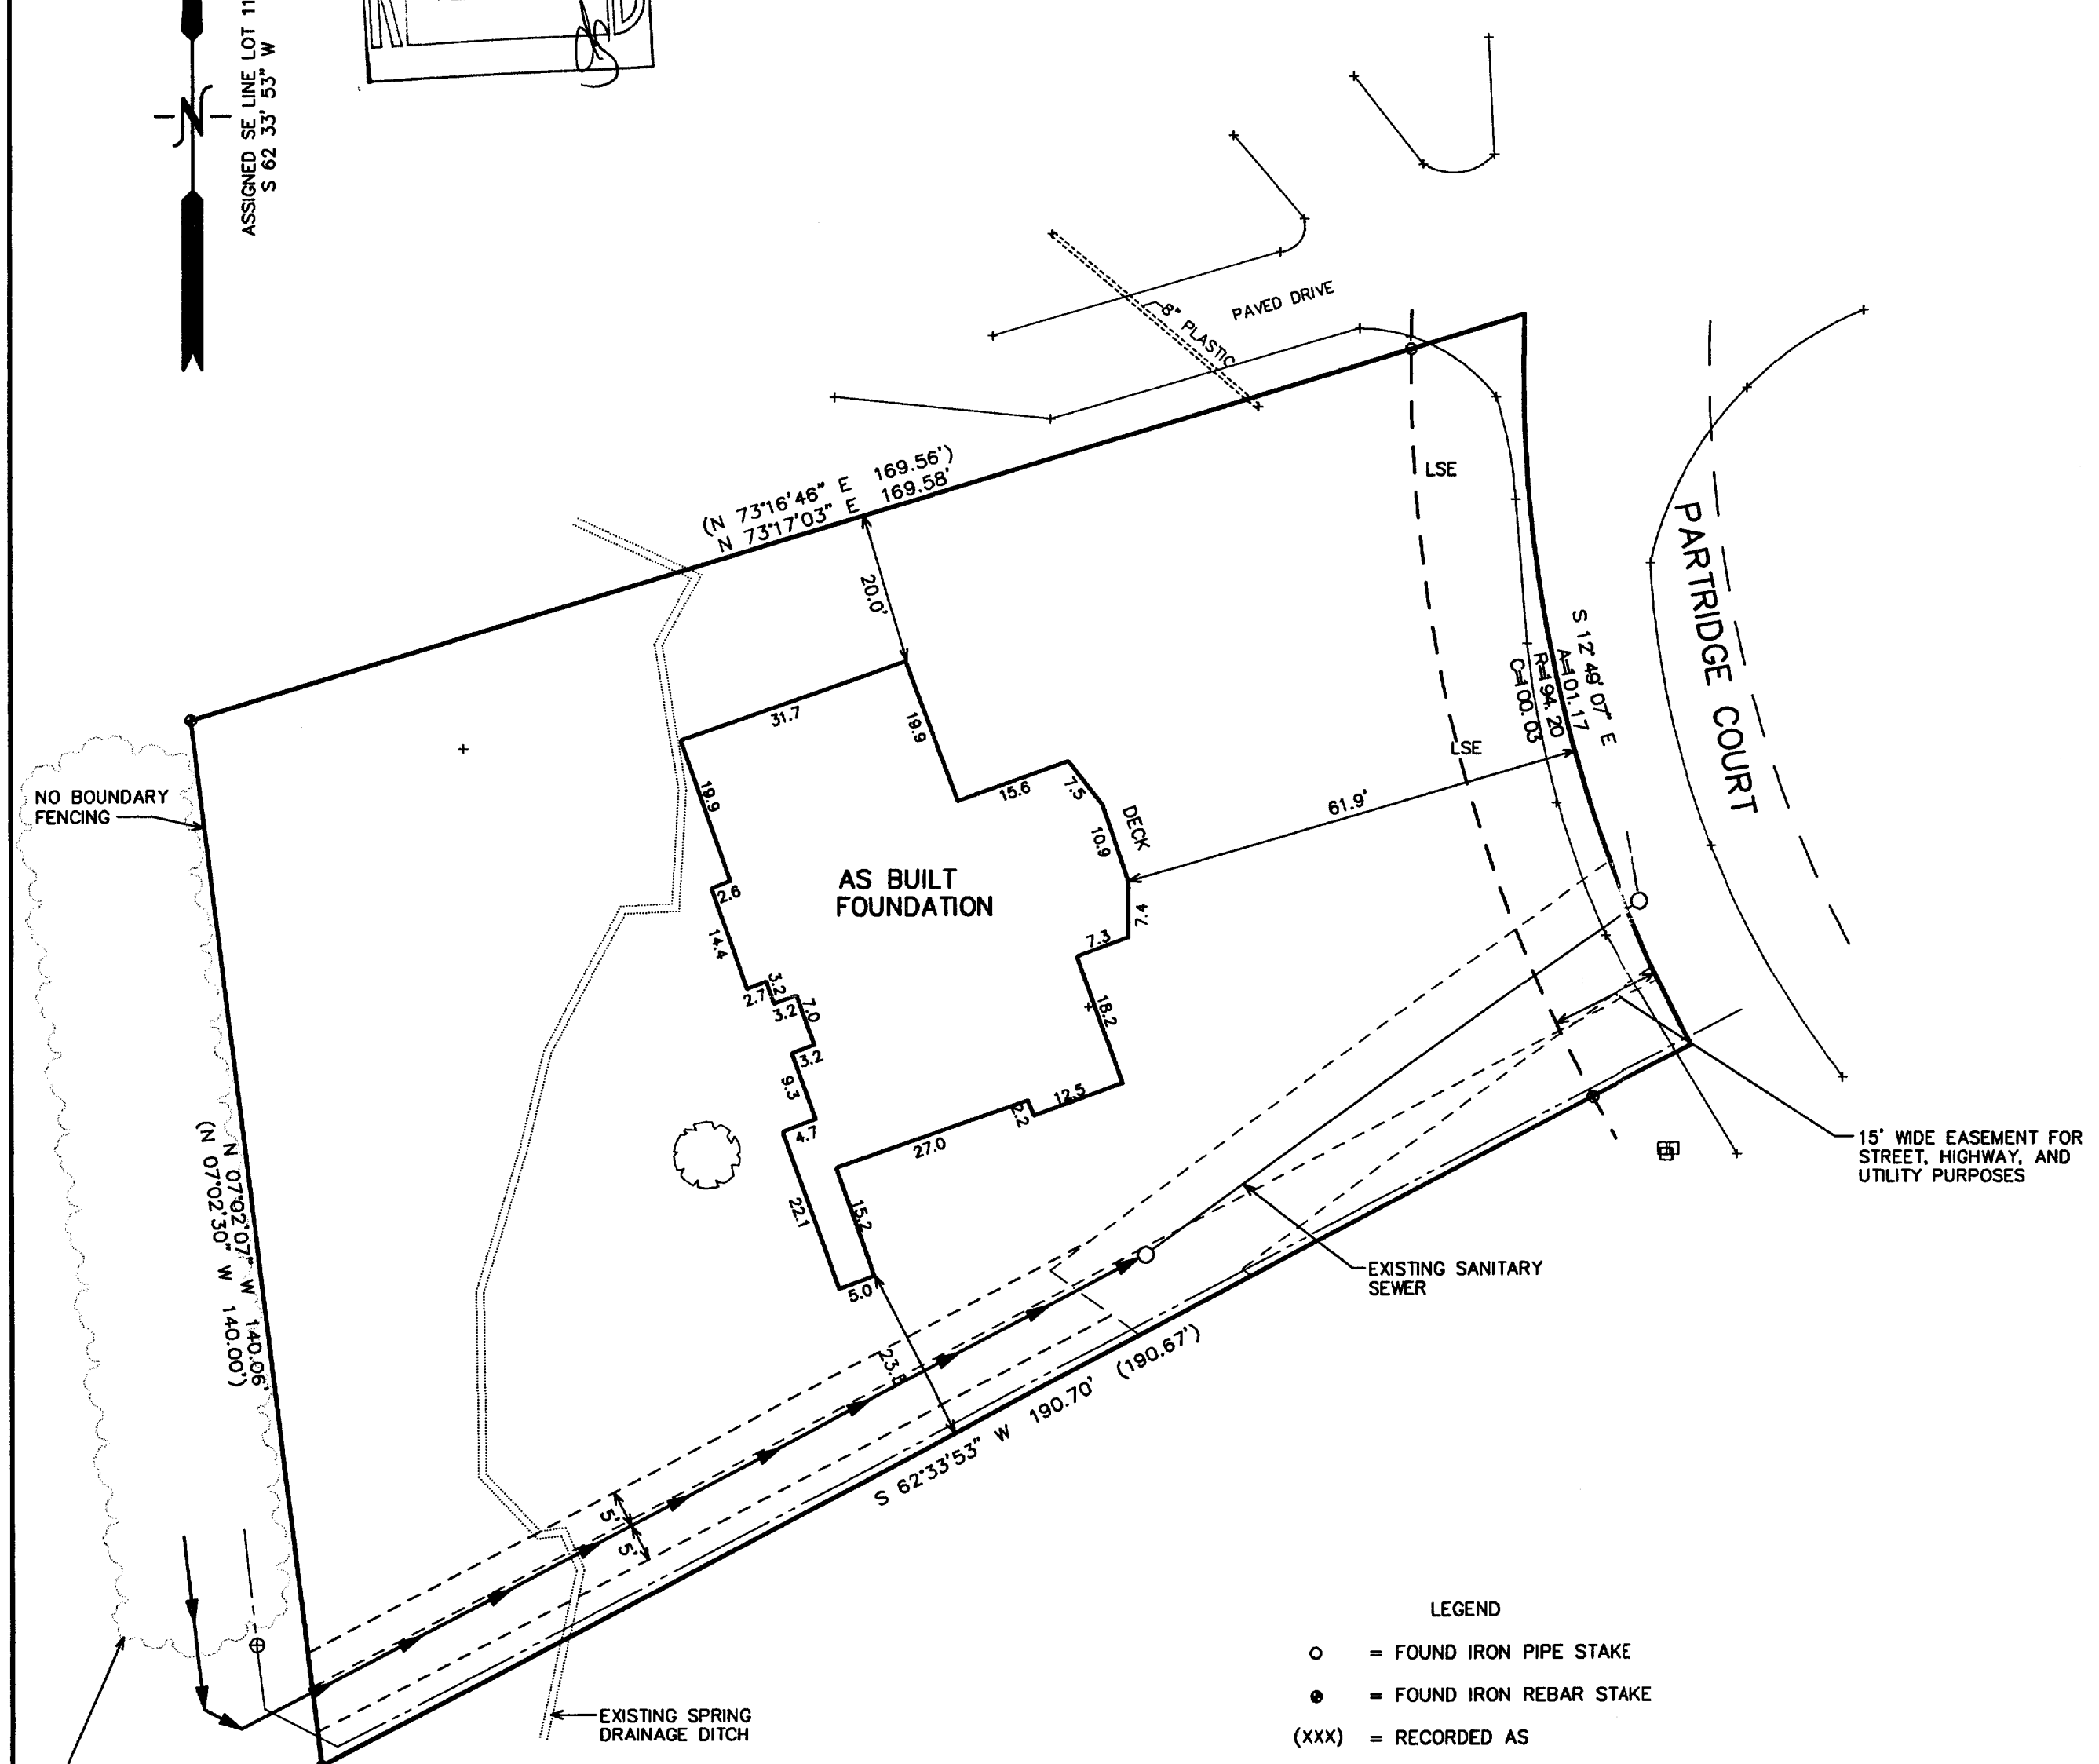 ASSIGNED SE LINE LOT 11
S 62 33' 53" W
N
8" PLASTIC
PAVED DRIVE
LSE
(N 73°16'46" E 169.56')
N 73°17'03" E 169.58'
20.0'
PARTRIDGE COURT
S 12° 49' 07" E
A=101.17
R=194.20
C=100.03
31.7
19.9
LSE
61.9'
15.6
7.5
DECK
10.9
19.9
NO BOUNDARY
FENCING
AS BUILT
FOUNDATION
2.6
7.4
7.3
14.4
3.2
2.7
3.2
7.0
18.2
3.2
9.3
12.5
2.2
4.7
27.0
15' WIDE EASEMENT FOR
STREET, HIGHWAY, AND
UTILITY PURPOSES
22.1
15.2
5.0
N 07°02'07" W 140.06'
(N 07°02'30" W 140.00')
EXISTING SANITARY
SEWER
23.5
S 62°33'53" W 190.70' (190.67')
5'
5'
LEGEND
= FOUND IRON PIPE STAKE
= FOUND IRON REBAR STAKE
(XXX) = RECORDED AS
EXISTING SPRING
DRAINAGE DITCH